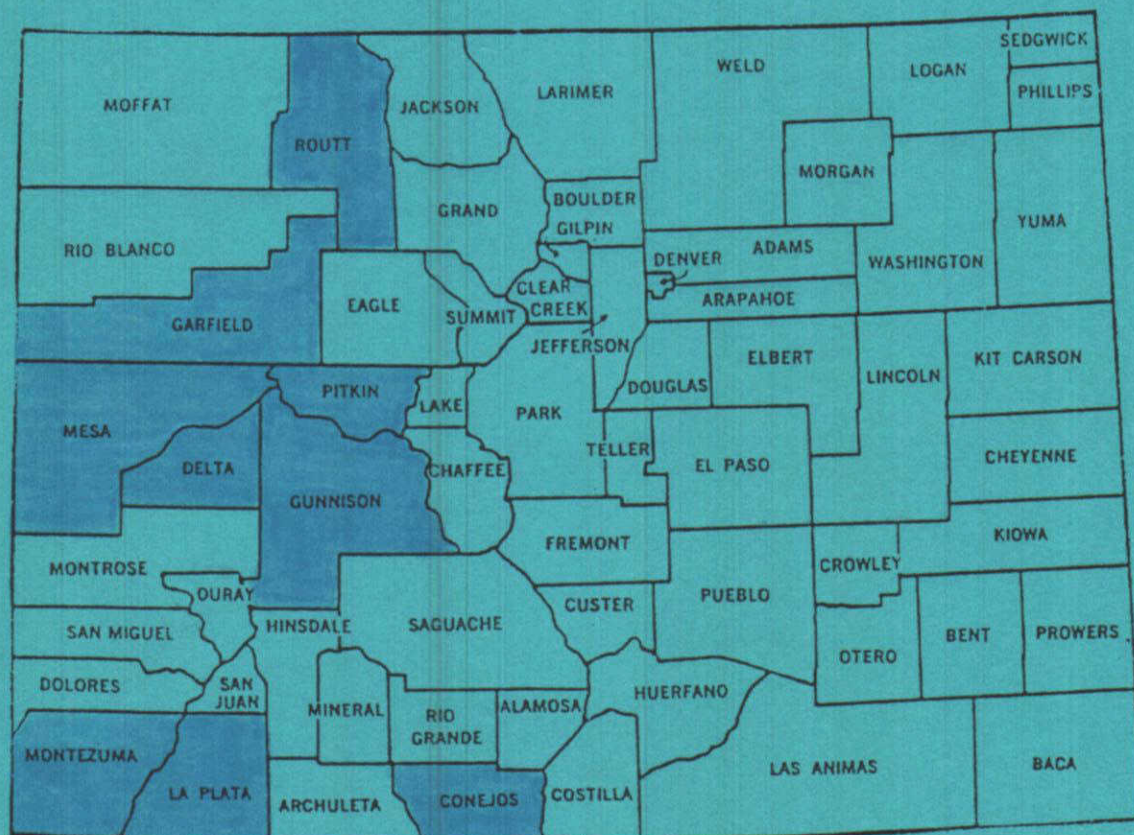 SEDGWICK
WELD
LOGAN
MOFFAT
JACKSON
LARIMER
PHILLIPS
ROUTT
MORGAN
BOULDER
GRAND
YUMA
GILPIN
RIO BLANCO
ADAMS
DENVER
WASHINGTON
CLEAR
CREEK
EAGLE
SUMMIT
ARAPAHOE
GARFIELD
JEFFERSON
ELBERT
KIT CARSON
LINCOLN
DOUGLAS
PITKIN
LAKE
PARK
MESA
TELLER
EL PASO
CHEYENNE
DELTA
CHAFFEE
GUNNISON
KIOWA
FREMONT
CROWLEY
MONTROSE
OURAY
PUEBLO
CUSTER
HINSDALE
SAGUACHE
SAN MIGUEL
BENT
PROWERS
OTERO
DOLORES
SAN
JUAN
HUERFANO
MINERAL
ALAMOSA
RIO
GRANDE
MONTEZUMA
LAS ANIMAS
BACA
LA PLATA
ARCHULETA
CONEJOS
COSTILLA